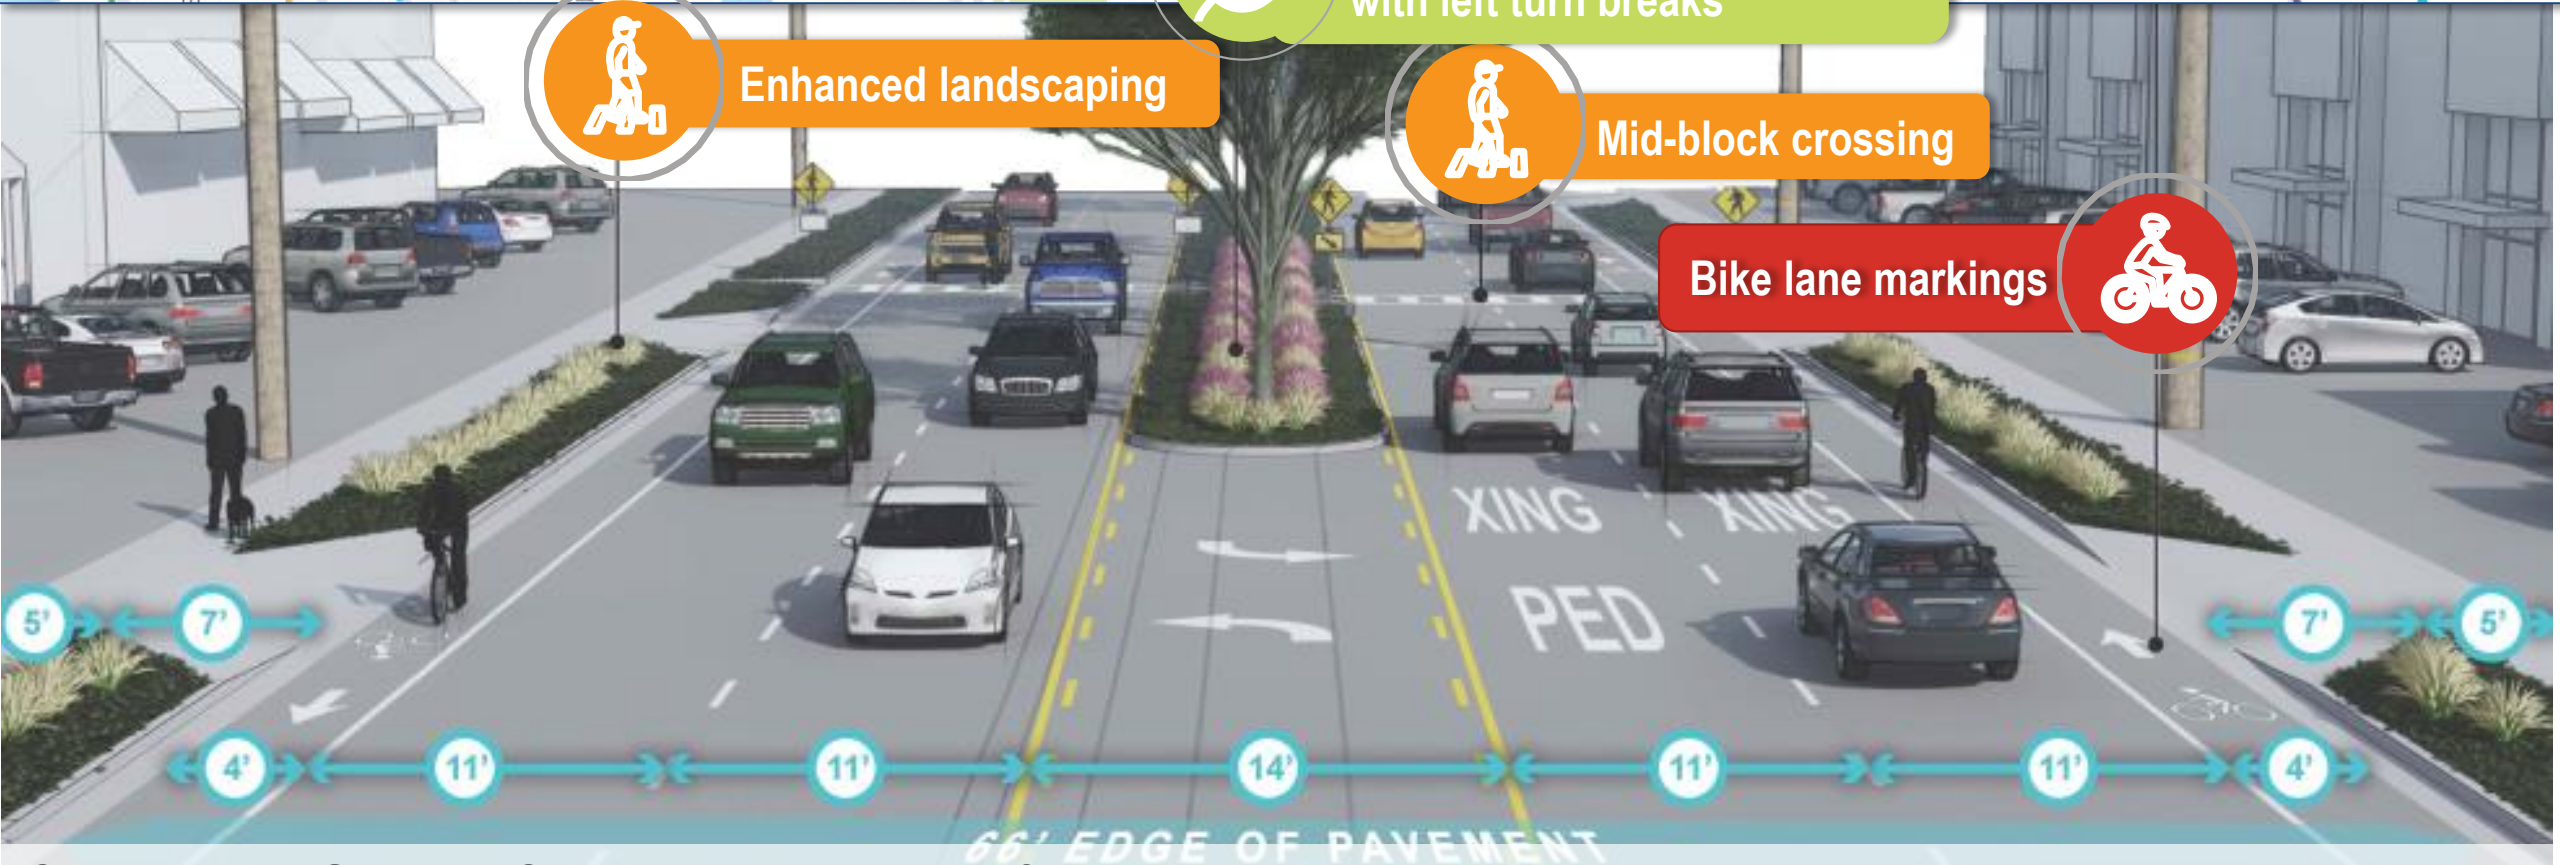 with left turn breaks
Enhanced landscaping
Mid-block crossing
Bike lane markings
XING XING
PED
5' 7' 7' 5'
4' 11' 11' 14' 11' 11' 4'
66' EDGE OF PAVEMENT